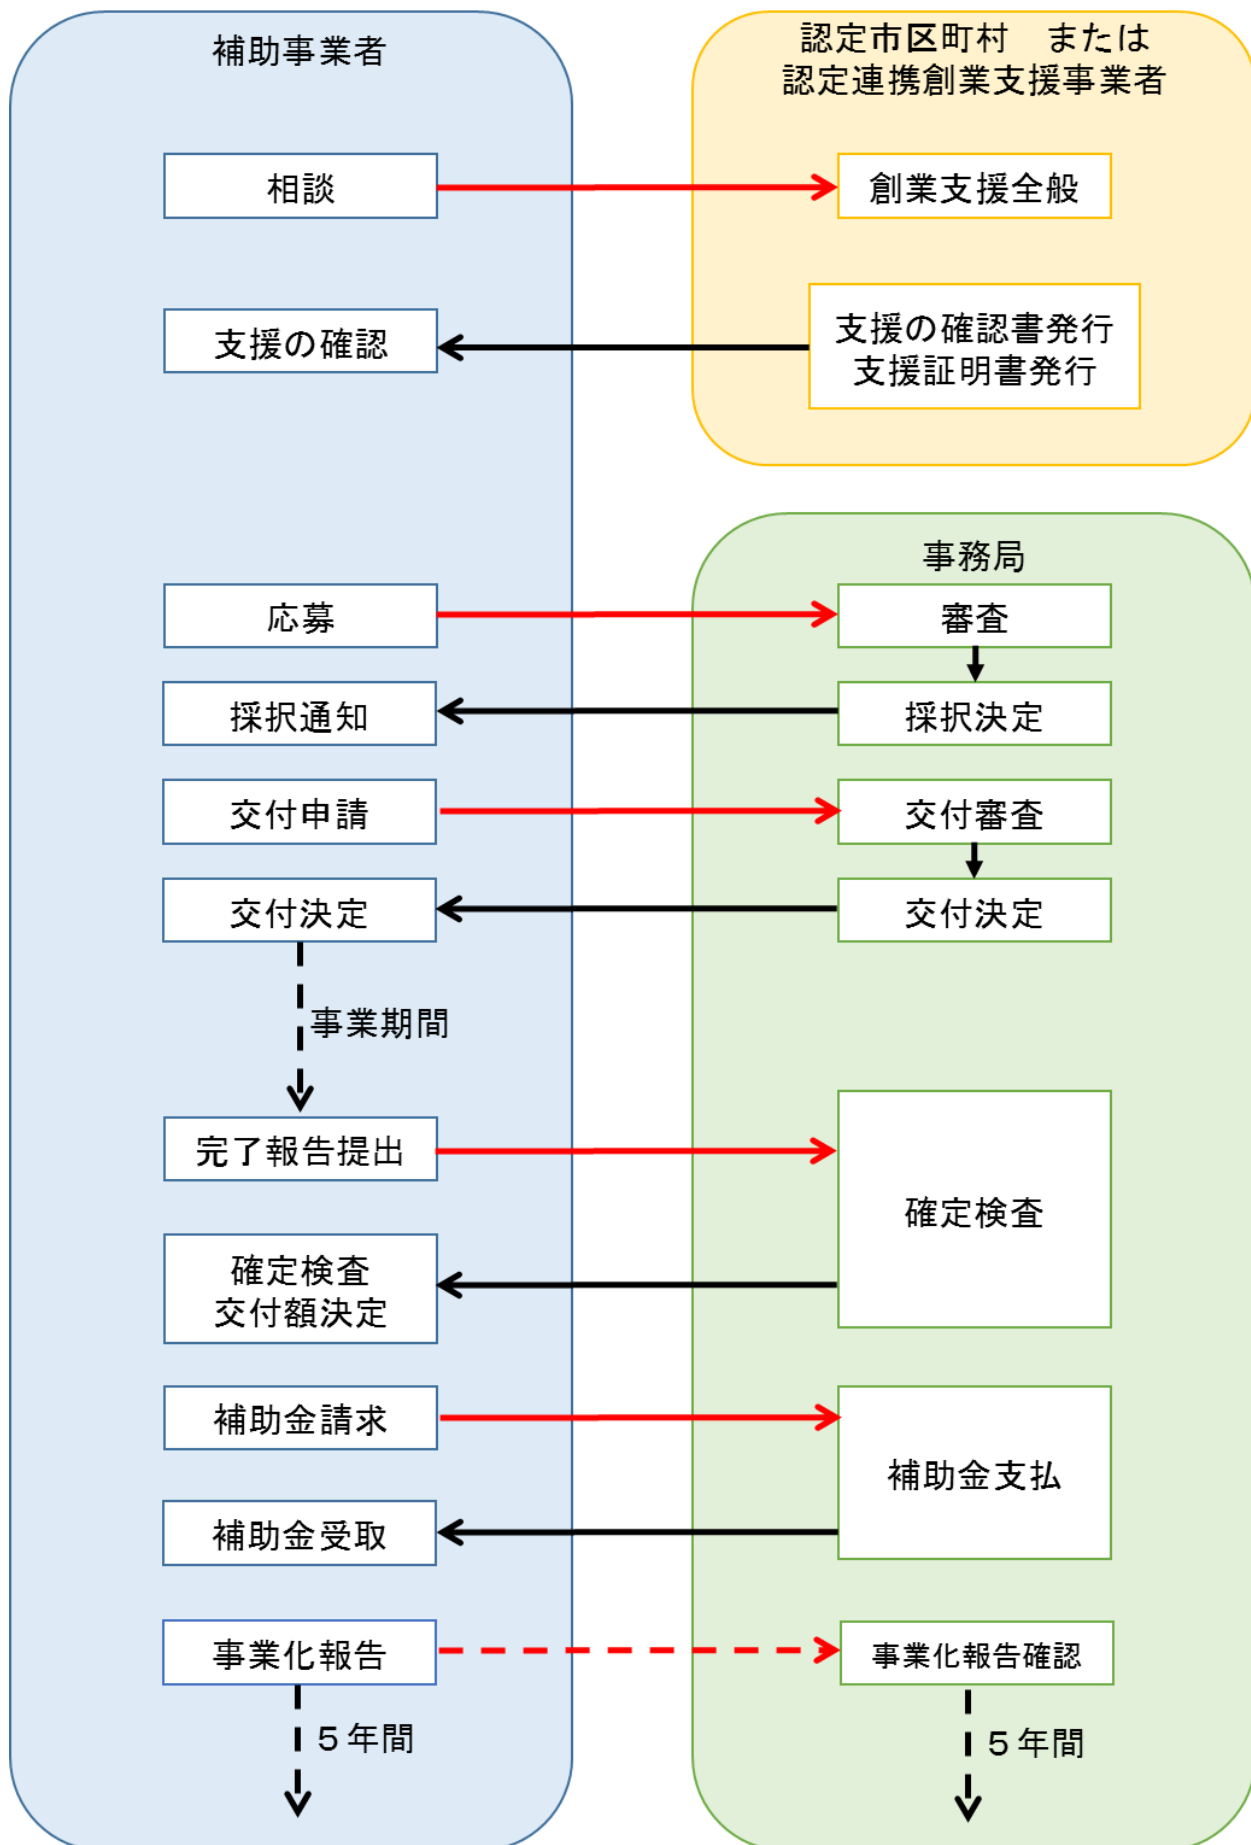 補助事業者
認定市区町村　または
認定連携創業支援事業者
相談
創業支援全般
支援の確認
支援の確認書発行
支援証明書発行
事務局
応募
審査
採択通知
採択決定
交付申請
交付審査
交付決定
交付決定
事業期間
完了報告提出
確定検査
確定検査
交付額決定
補助金請求
補助金支払
補助金受取
事業化報告
事業化報告確認
５年間
５年間